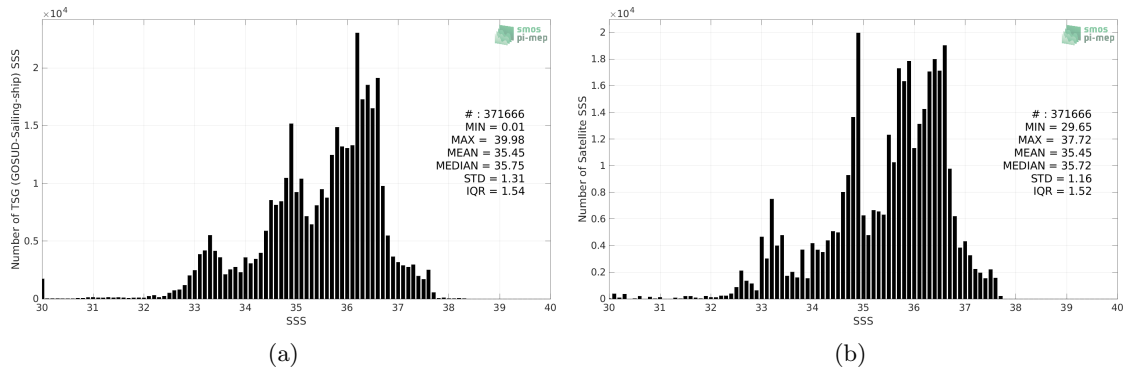 ×10⁴
smos
pi-mep
Number of TSG (GOSUD-Sailing-ship) SSS
2
1.5
1
0.5
0
# : 371666
MIN = 0.01
MAX = 39.98
MEAN = 35.45
MEDIAN = 35.75
STD = 1.31
IQR = 1.54
30 31 32 33 34 35 36 37 38 39 40
SSS
(a)
×10⁴
smos
pi-mep
Number of Satellite SSS
2
1.8
1.6
1.4
1.2
1
0.8
0.6
0.4
0.2
0
# : 371666
MIN = 29.65
MAX = 37.72
MEAN = 35.45
MEDIAN = 35.72
STD = 1.16
IQR = 1.52
30 31 32 33 34 35 36 37 38 39 40
SSS
(b)